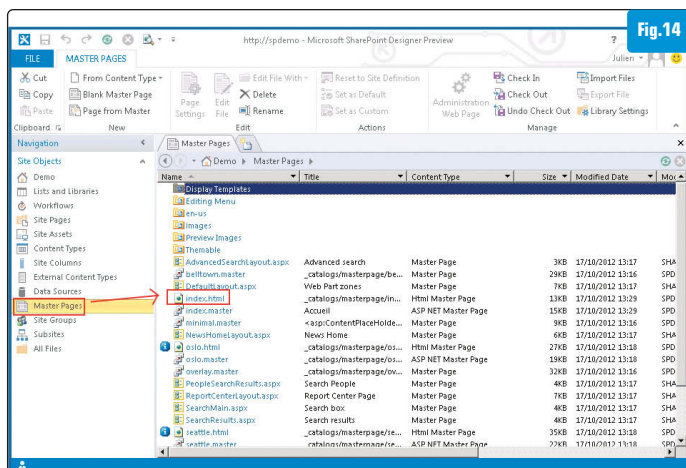 Fig.14
http://spdemo - Microsoft SharePoint Designer Preview
?
FILE MASTER PAGES
Julien
Cut
Copy
Paste
Clipboard
From Content Type
Blank Master Page
Page from Master
New
Page Settings
Edit File
Edit File With
Delete
Rename
Edit
Reset to Site Definition
Set as Default
Set as Custom
Actions
Administration Web Page
Check In
Check Out
Undo Check Out
Import Files
Export File
Library Settings
Manage
Navigation
Site Objects
Demo
Lists and Libraries
Workflows
Site Pages
Site Assets
Content Types
Site Columns
External Content Types
Data Sources
Master Pages
Site Groups
Subsites
All Files
Master Pages
Demo Master Pages
Name Title Content Type Size Modified Date Moc
Display Templates
Editing Menu
en-us
images
Preview Images
Themable
AdvancedSearchLayout.aspx Advanced search Master Page 3KB 17/10/2012 13:17 SHA
belltown.master _catalogs/masterpage/be... Master Page 29KB 17/10/2012 13:16 SPD
DefaultLayout.aspx Web Part zones Master Page 7KB 17/10/2012 13:17 SHA
index.html _catalogs/masterpage/in... Html Master Page 13KB 17/10/2012 13:29 SPD
index.master Accueil ASP NET Master Page 15KB 17/10/2012 13:29 SPD
minimal.master <asp:ContentPlaceHolde... Master Page 9KB 17/10/2012 13:16 SPD
NewsHomeLayout.aspx News Home Master Page 6KB 17/10/2012 13:17 SHA
oslo.html _catalogs/masterpage/os... Html Master Page 27KB 17/10/2012 13:18 SPD
oslo.master _catalogs/masterpage/os... ASP NET Master Page 19KB 17/10/2012 13:18 SPD
overlay.master _catalogs/masterpage/ov... Master Page 32KB 17/10/2012 13:16 SPD
PeopleSearchResults.aspx Search People Master Page 4KB 17/10/2012 13:17 SHA
ReportCenterLayout.aspx Report Center Page Master Page 7KB 17/10/2012 13:17 SHA
SearchMain.aspx Search box Master Page 4KB 17/10/2012 13:17 SHA
SearchResults.aspx Search results Master Page 4KB 17/10/2012 13:17 SHA
seattle.html _catalogs/masterpage/se... Html Master Page 35KB 17/10/2012 13:18 SPD
seattle.master _catalogs/masterpage/se... ASP NET Master Page 22KB 17/10/2012 13:18 SPD